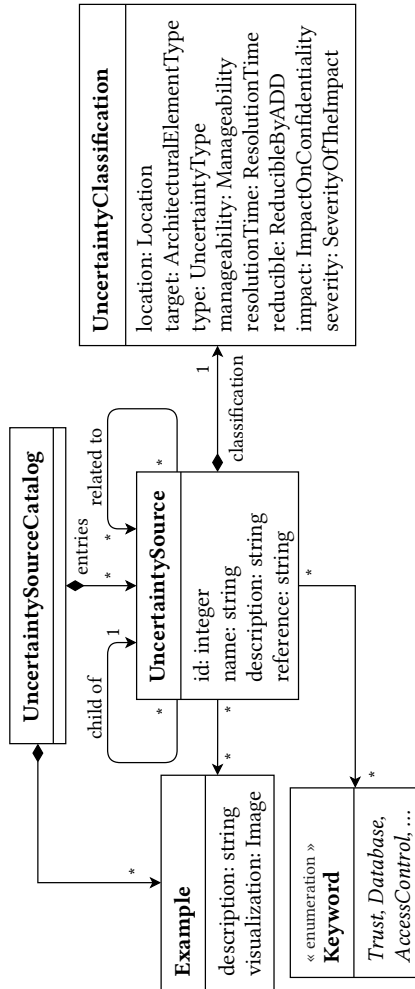 UncertaintySourceCatalog
entries
*
*
child of
1
*
related to
*
*
Example
description: string
visualization: Image
*
*
UncertaintySource
id: integer
name: string
description: string
reference: string
classification
1
UncertaintyClassification
location: Location
target: ArchitecturalElementType
type: UncertaintyType
manageability: Manageability
resolutionTime: ResolutionTime
reducible: ReducibleByADD
impact: ImpactOnConfidentiality
severity: SeverityOfTheImpact
*
*
« enumeration »
Keyword
Trust, Database,
AccessControl, ...